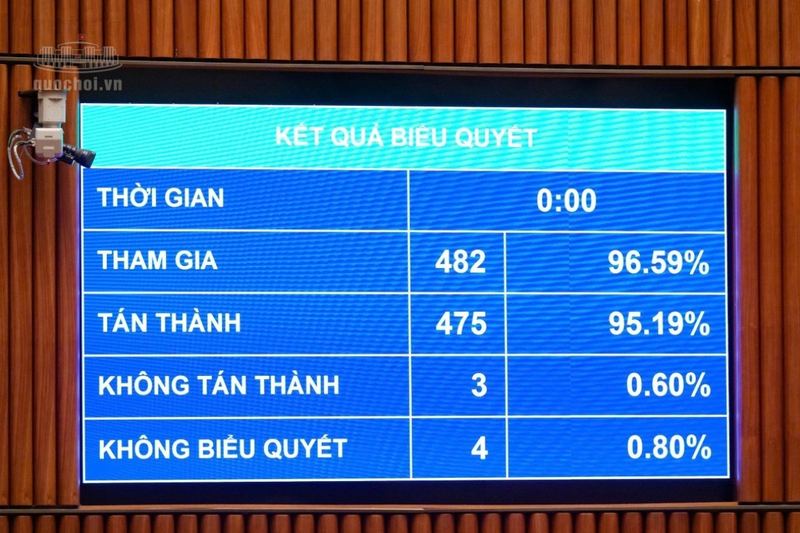 quochoi.vn
KẾT QUẢ BIỂU QUYẾT
THỜI GIAN 0:00
THAM GIA 482 96.59%
TÁN THÀNH 475 95.19%
KHÔNG TÁN THÀNH 3 0.60%
KHÔNG BIỂU QUYẾT 4 0.80%